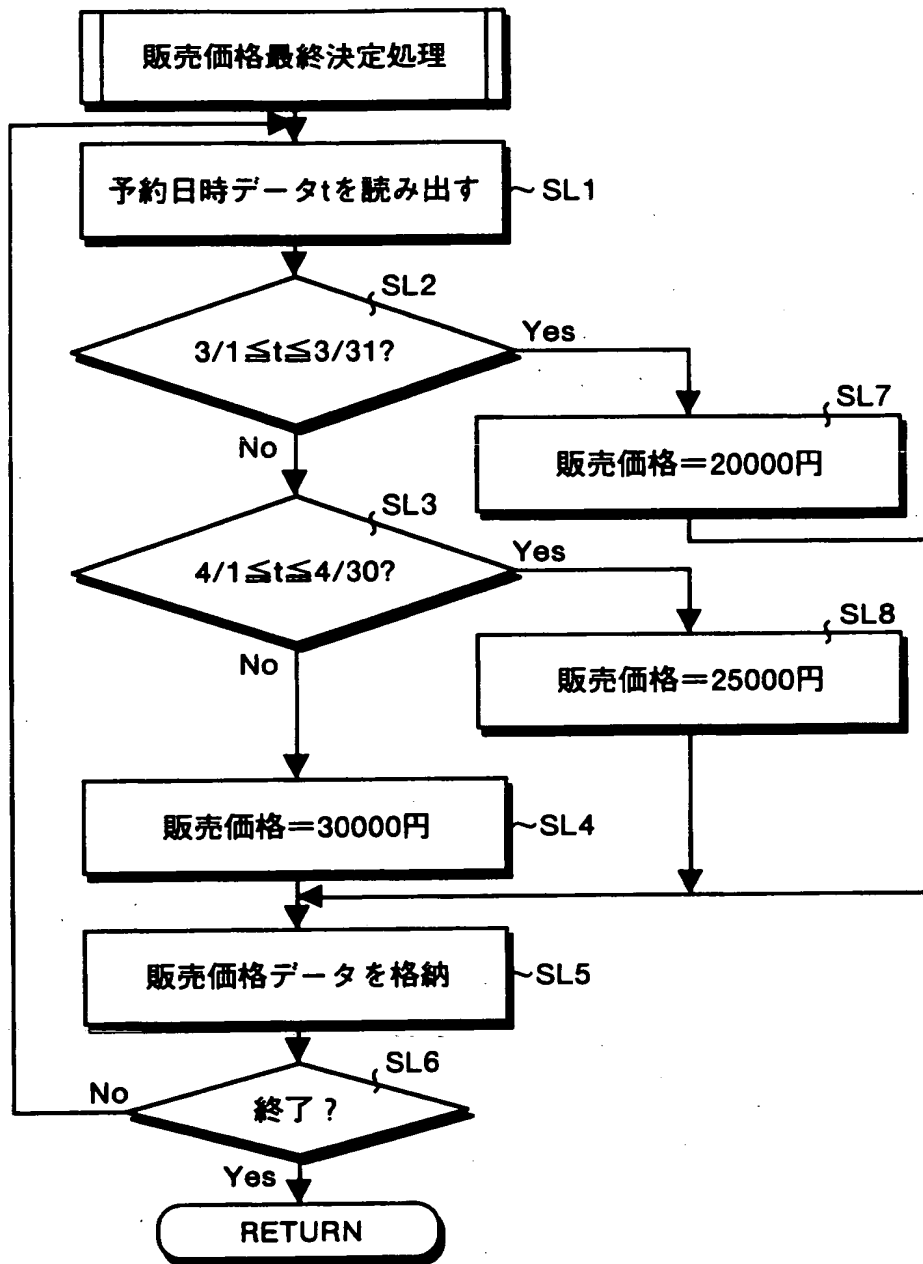 販売価格最終決定処理
予約日時データtを読み出す
~SL1
SL2
3/1≦t≦3/31?
Yes
No
SL7
販売価格=20000円
SL3
4/1≦t≦4/30?
Yes
No
SL8
販売価格=25000円
販売価格=30000円
~SL4
販売価格データを格納
~SL5
SL6
終了?
No
Yes
RETURN